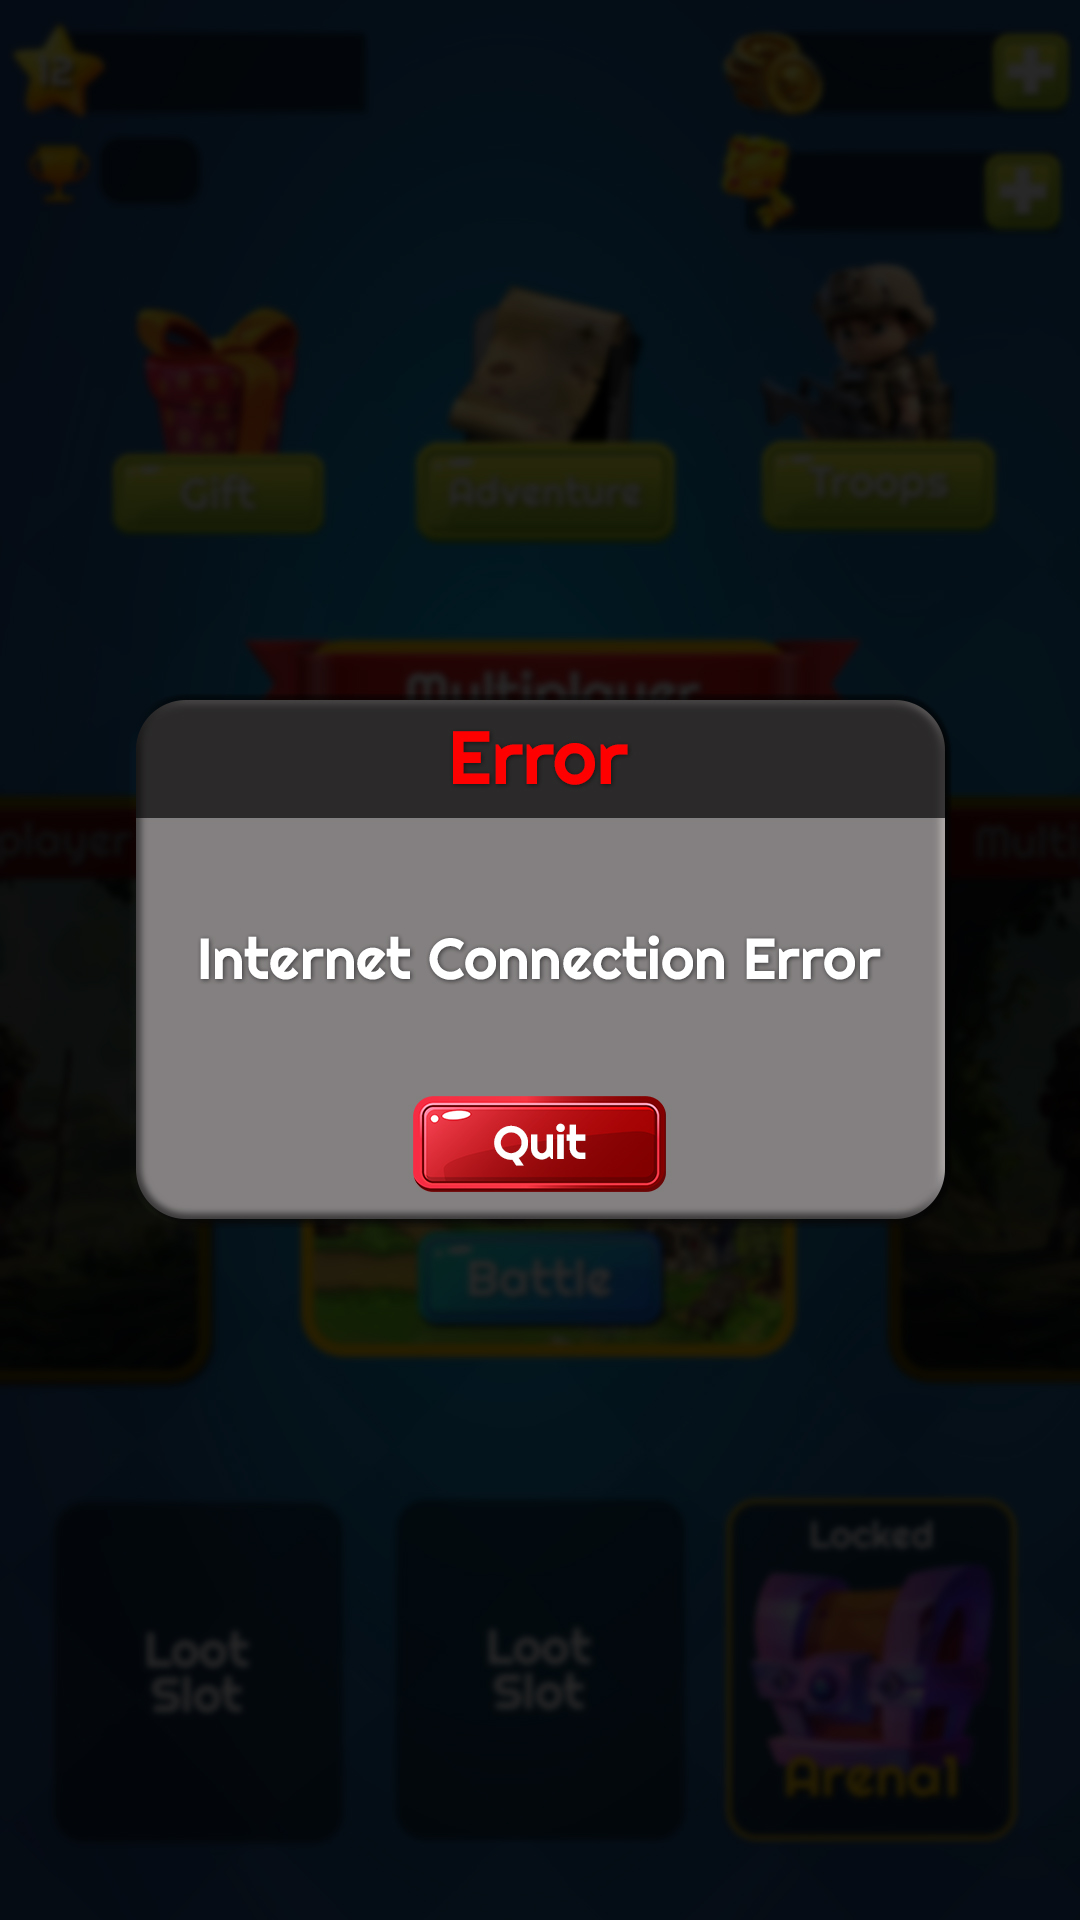 12
Gift
Adventure
Troops
Multiplayer
Error
player
Multi
Internet Connection Error
Quit
Battle
Locked
Loot
Slot
Loot
Slot
Arena1